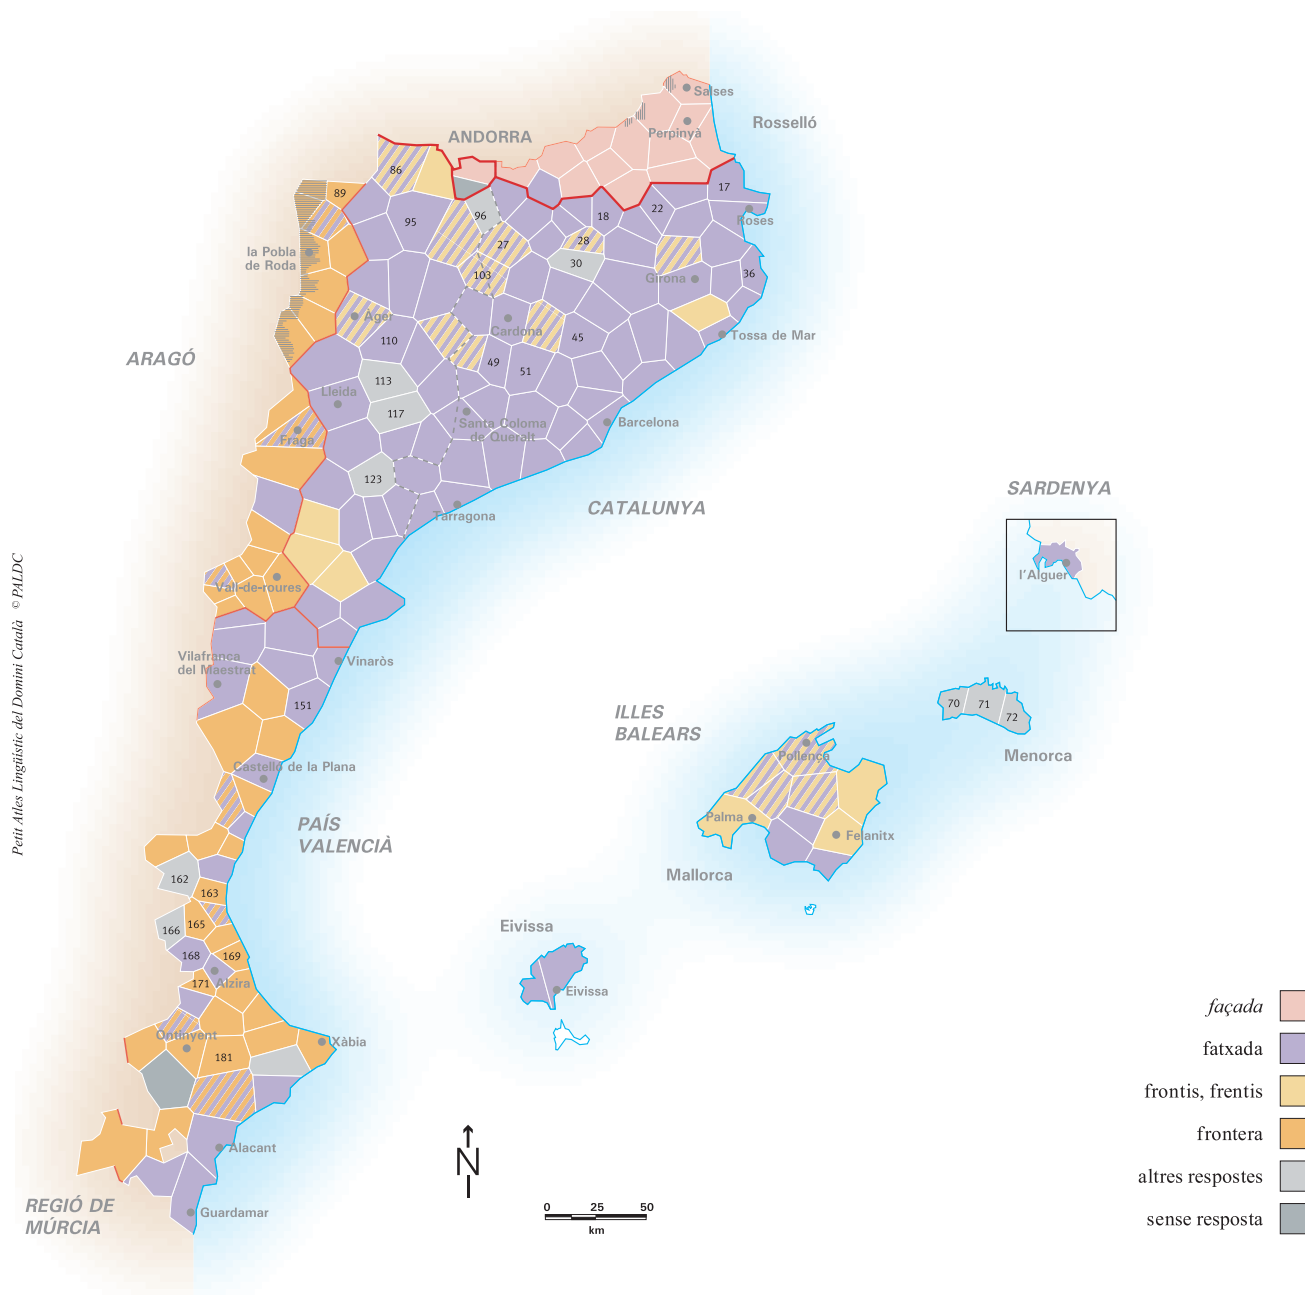 Salses
Rosselló
Perpinyà
ANDORRA
86
17
89
22
Roses
18
95
96
27
28
la Pobla
de Roda
30
103
36
Girona
Àger
Cardona
Tossa de Mar
110
45
ARAGÓ
49
51
113
Lleida
117
Santa Coloma
de Queralt
Barcelona
Fraga
123
SARDENYA
CATALUNYA
Tarragona
l'Alguer
Vall-de-roures
Vilafranca
del Maestrat
Vinaròs
151
70
71
72
ILLES
BALEARS
Menorca
Pollença
Castelló de la Plana
Palma
Felanitx
PAÍS
VALENCIÀ
Mallorca
162
163
165
166
168
169
171
Alzira
Eivissa
Eivissa
Ontinyent
Xàbia
181
Alacant
Guardamar
REGIÓ DE
MÚRCIA
N
0 25 50
km
façada
fatxada
frontis, frentis
frontera
altres respostes
sense resposta
Petit Atles Lingüístic del Domini Català © PALDC